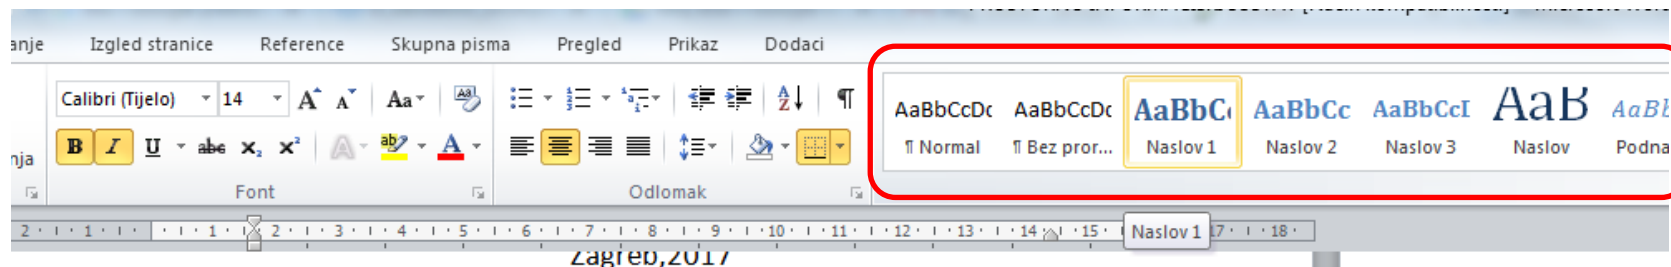 anje Izgled stranice Reference Skupna pisma Pregled Prikaz Dodaci
Calibri (Tijelo) 14 A A Aa Aa A Z ¶ AaBbCcDc AaBbCcDc AaBbC AaBbCc AaBbCcI AaB AaBb
B I U abc x₂ x² A ab A ¶ Normal ¶ Bez pror... Naslov 1 Naslov 2 Naslov 3 Naslov Podna
nja
Font Odlomak
2 1 1 2 3 4 5 6 7 8 9 10 11 12 13 14 15 Naslov 1 17 18
Zagreb,2017